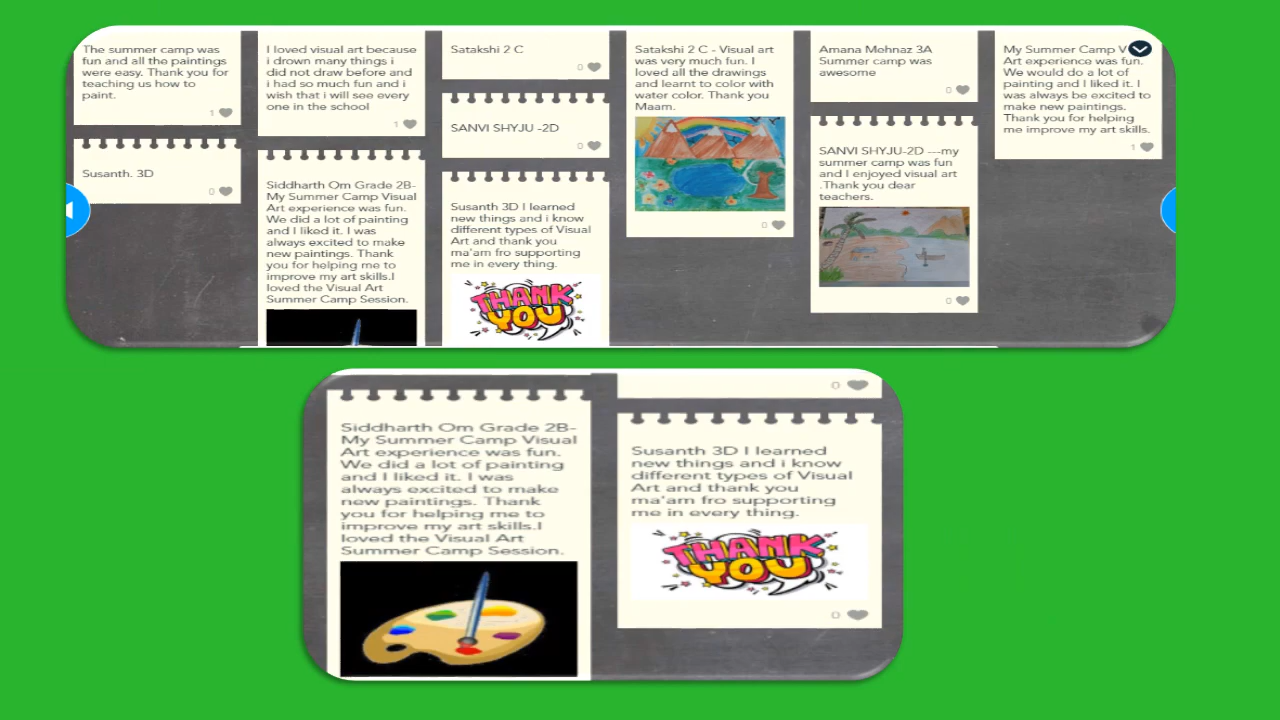 The summer camp was
fun and all the paintings
were easy. Thank you for
teaching us how to
paint.
1
Susanth. 3D
0
I loved visual art because
i drown many things i
did not draw before and
i had so much fun and i
wish that i will see every
one in the school
1
Siddharth Om Grade 2B-
My Summer Camp Visual
Art experience was fun.
We did a lot of painting
and I liked it. I was
always excited to make
new paintings. Thank
you for helping me to
improve my art skills.I
loved the Visual Art
Summer Camp Session.
Satakshi 2 C
0
SANVI SHYJU -2D
0
Susanth 3D I learned
new things and i know
different types of Visual
Art and thank you
ma'am fro supporting
me in every thing.
THANK
YOU
Satakshi 2 C - Visual art
was very much fun. I
loved all the drawings
and learnt to color with
water color. Thank you
Maam.
0
Amana Mehnaz 3A
Summer camp was
awesome
0
SANVI SHYJU-2D ---my
summer camp was fun
and I enjoyed visual art
.Thank you dear
teachers.
0
My Summer Camp V
Art experience was fun.
We would do a lot of
painting and I liked it. I
was always be excited to
make new paintings.
Thank you for helping
me improve my art skills.
1
Siddharth Om Grade 2B-
My Summer Camp Visual
Art experience was fun.
We did a lot of painting
and I liked it. I was
always excited to make
new paintings. Thank
you for helping me to
improve my art skills.I
loved the Visual Art
Summer Camp Session.
0
Susanth 3D I learned
new things and i know
different types of Visual
Art and thank you
ma'am fro supporting
me in every thing.
THANK
YOU
0